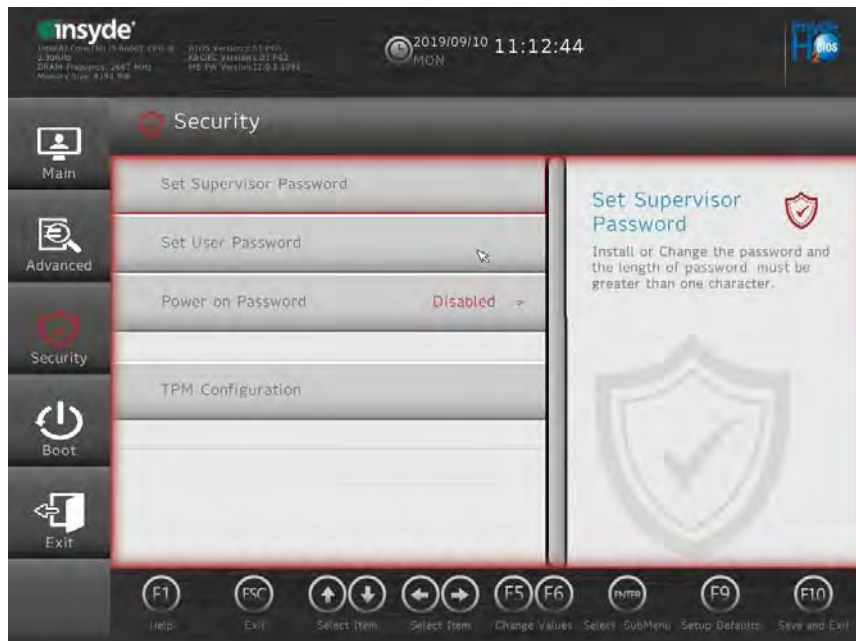 insyde
2019/09/10 11:12:44
MON
H2O Bios
Security
Main
Advanced
Security
Boot
Exit
Set Supervisor Password
Set User Password
Power on Password Disabled >
TPM Configuration
Set Supervisor
Password
Install or Change the password and
the length of password must be
greater than one character.
F1 ESC F5 F6 ENTER F9 F10
Help Exit Select Item Select Item Change Values Select SubMenu Setup Defaults Save and Exit